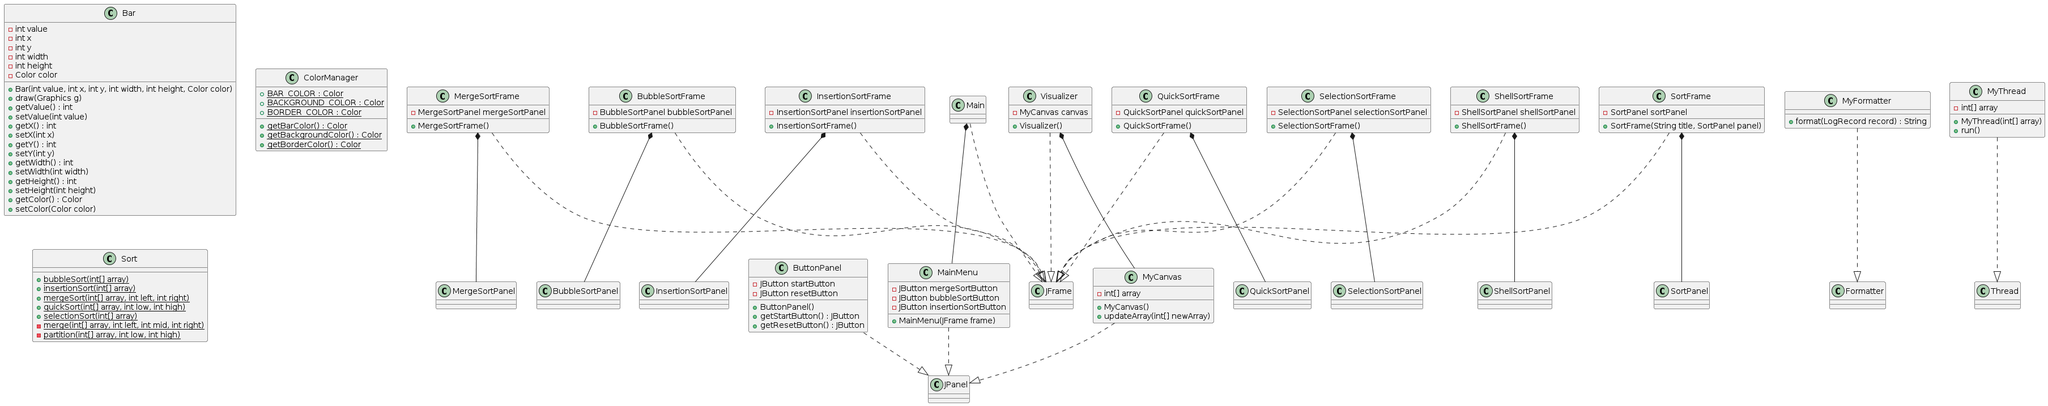 Bar
int value
int x
int y
int width
int height
Color color
Bar(int value, int x, int y, int width, int height, Color color)
draw(Graphics g)
getValue() : int
setValue(int value)
getX() : int
setX(int x)
getY() : int
setY(int y)
getWidth() : int
setWidth(int width)
getHeight() : int
setHeight(int height)
getColor() : Color
setColor(Color color)
ColorManager
BAR_COLOR : Color
BACKGROUND_COLOR : Color
BORDER_COLOR : Color
getBarColor() : Color
getBackgroundColor() : Color
getBorderColor() : Color
MergeSortFrame
MergeSortPanel mergeSortPanel
MergeSortFrame()
BubbleSortFrame
BubbleSortPanel bubbleSortPanel
BubbleSortFrame()
InsertionSortFrame
InsertionSortPanel insertionSortPanel
InsertionSortFrame()
Main
Visualizer
MyCanvas canvas
Visualizer()
QuickSortFrame
QuickSortPanel quickSortPanel
QuickSortFrame()
SelectionSortFrame
SelectionSortPanel selectionSortPanel
SelectionSortFrame()
ShellSortFrame
ShellSortPanel shellSortPanel
ShellSortFrame()
SortFrame
SortPanel sortPanel
SortFrame(String title, SortPanel panel)
MyFormatter
format(LogRecord record) : String
MyThread
int[] array
MyThread(int[] array)
run()
Sort
bubbleSort(int[] array)
insertionSort(int[] array)
mergeSort(int[] array, int left, int right)
quickSort(int[] array, int low, int high)
selectionSort(int[] array)
merge(int[] array, int left, int mid, int right)
partition(int[] array, int low, int high)
MergeSortPanel
BubbleSortPanel
InsertionSortPanel
ButtonPanel
JButton startButton
JButton resetButton
ButtonPanel()
getStartButton() : JButton
getResetButton() : JButton
MainMenu
JButton mergeSortButton
JButton bubbleSortButton
JButton insertionSortButton
MainMenu(JFrame frame)
JFrame
MyCanvas
int[] array
MyCanvas()
updateArray(int[] newArray)
QuickSortPanel
SelectionSortPanel
ShellSortPanel
SortPanel
Formatter
Thread
JPanel